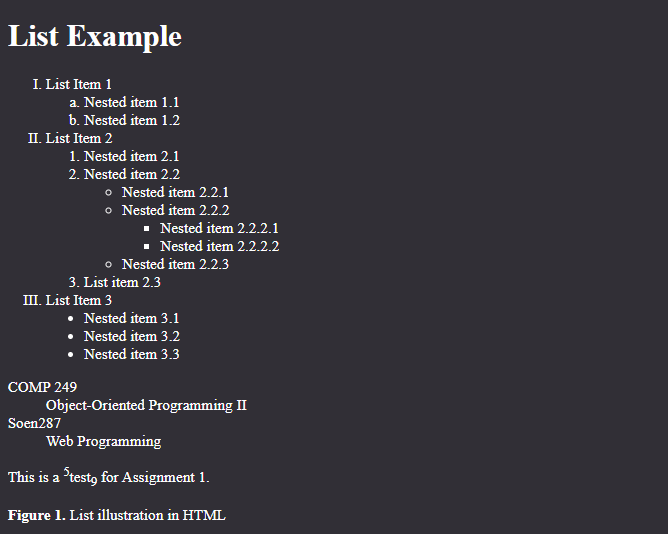 List Example
I. List Item 1
a. Nested item 1.1
b. Nested item 1.2
II. List Item 2
1. Nested item 2.1
2. Nested item 2.2
Nested item 2.2.1
Nested item 2.2.2
Nested item 2.2.2.1
Nested item 2.2.2.2
Nested item 2.2.3
3. List item 2.3
III. List Item 3
Nested item 3.1
Nested item 3.2
Nested item 3.3
COMP 249
Object-Oriented Programming II
Soen287
Web Programming
This is a ⁵test₉ for Assignment 1.
Figure 1. List illustration in HTML